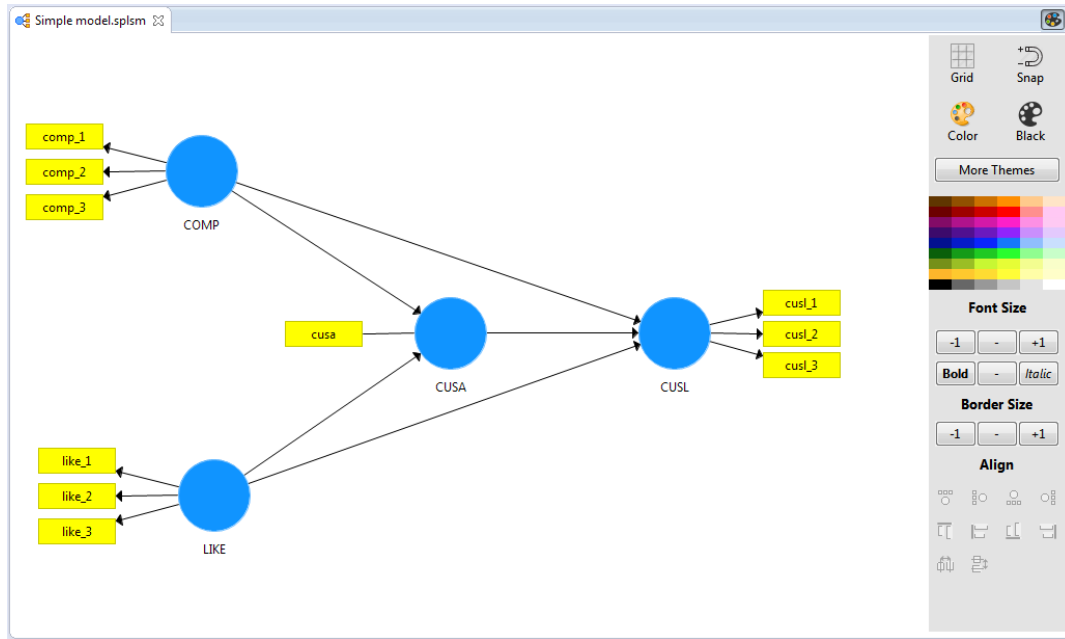 Simple model.splsm
comp_1
comp_2
comp_3
COMP
cusa
CUSA
cusl_1
cusl_2
cusl_3
CUSL
like_1
like_2
like_3
LIKE
Grid Snap
Color Black
More Themes
Font Size
-1 - +1
Bold - Italic
Border Size
-1 - +1
Align